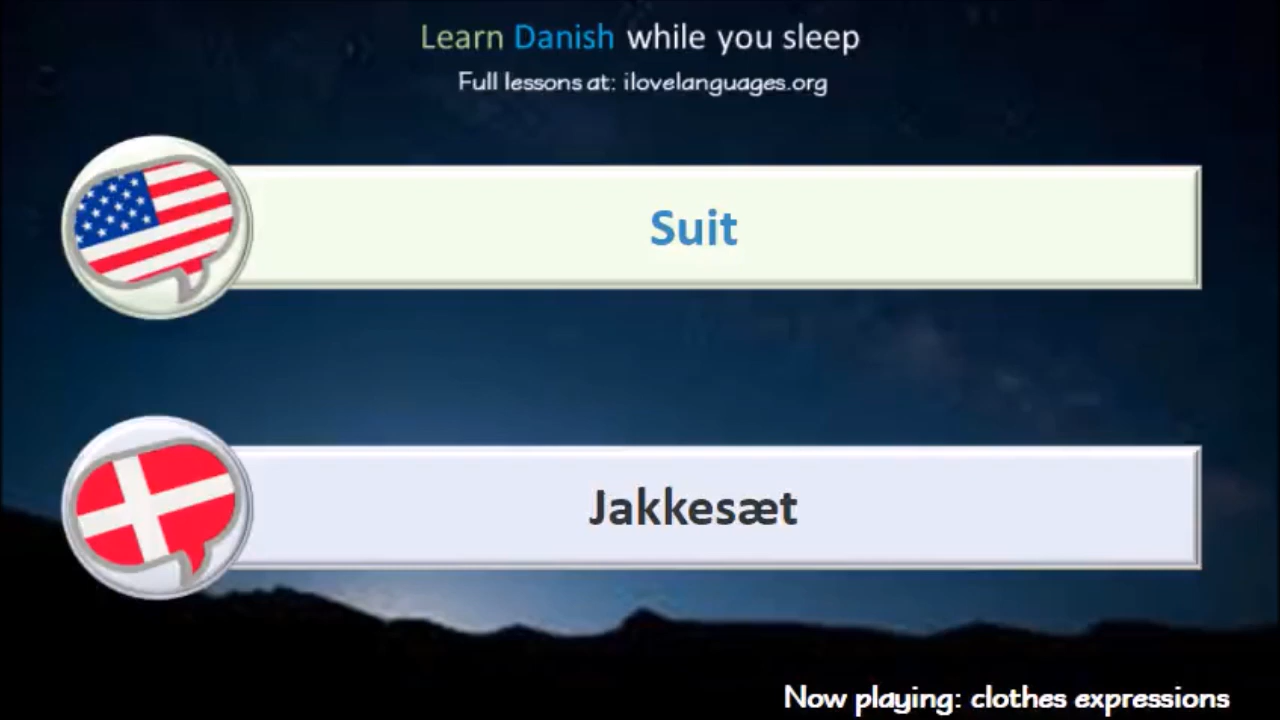 Learn Danish while you sleep
Full lessons at: ilovelanguages.org
Suit
Jakkesæt
Now playing: clothes expressions